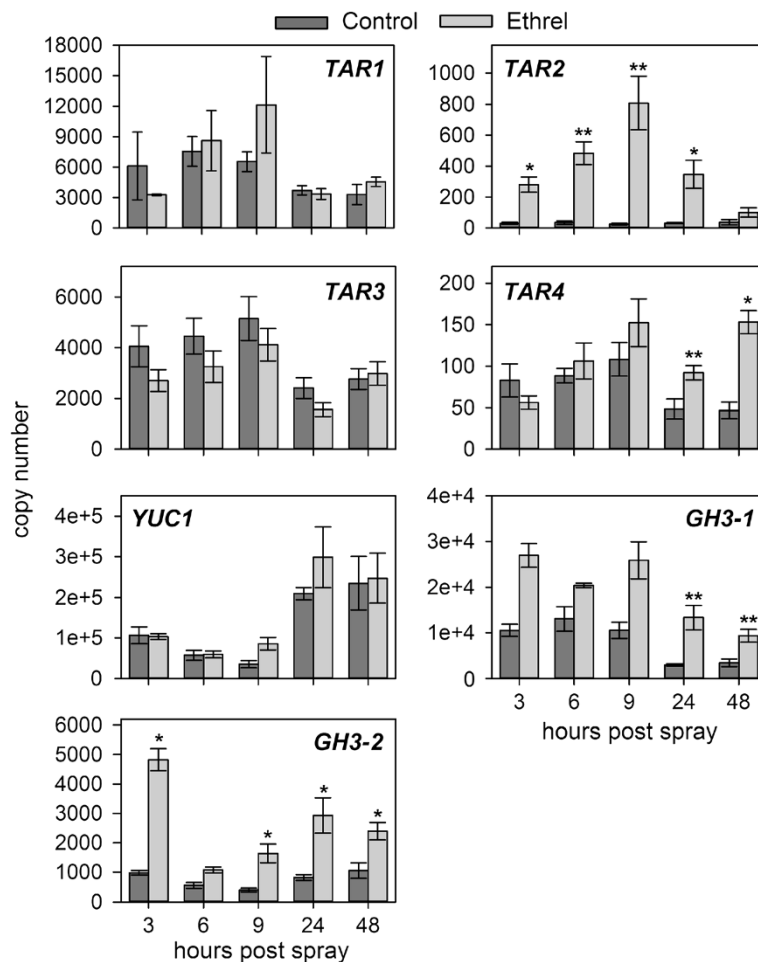 Control Ethrel
18000
15000
12000
9000
6000
3000
0
TAR1
1000
800
600
400
200
0
TAR2
* ** ** *
6000
4000
2000
0
TAR3
200
150
100
50
0
TAR4
** *
copy number
4e+5
3e+5
2e+5
1e+5
0
YUC1
4e+4
3e+4
2e+4
1e+4
0
GH3-1
** **
3 6 9 24 48
hours post spray
6000
5000
4000
3000
2000
1000
0
GH3-2
* * * *
3 6 9 24 48
hours post spray